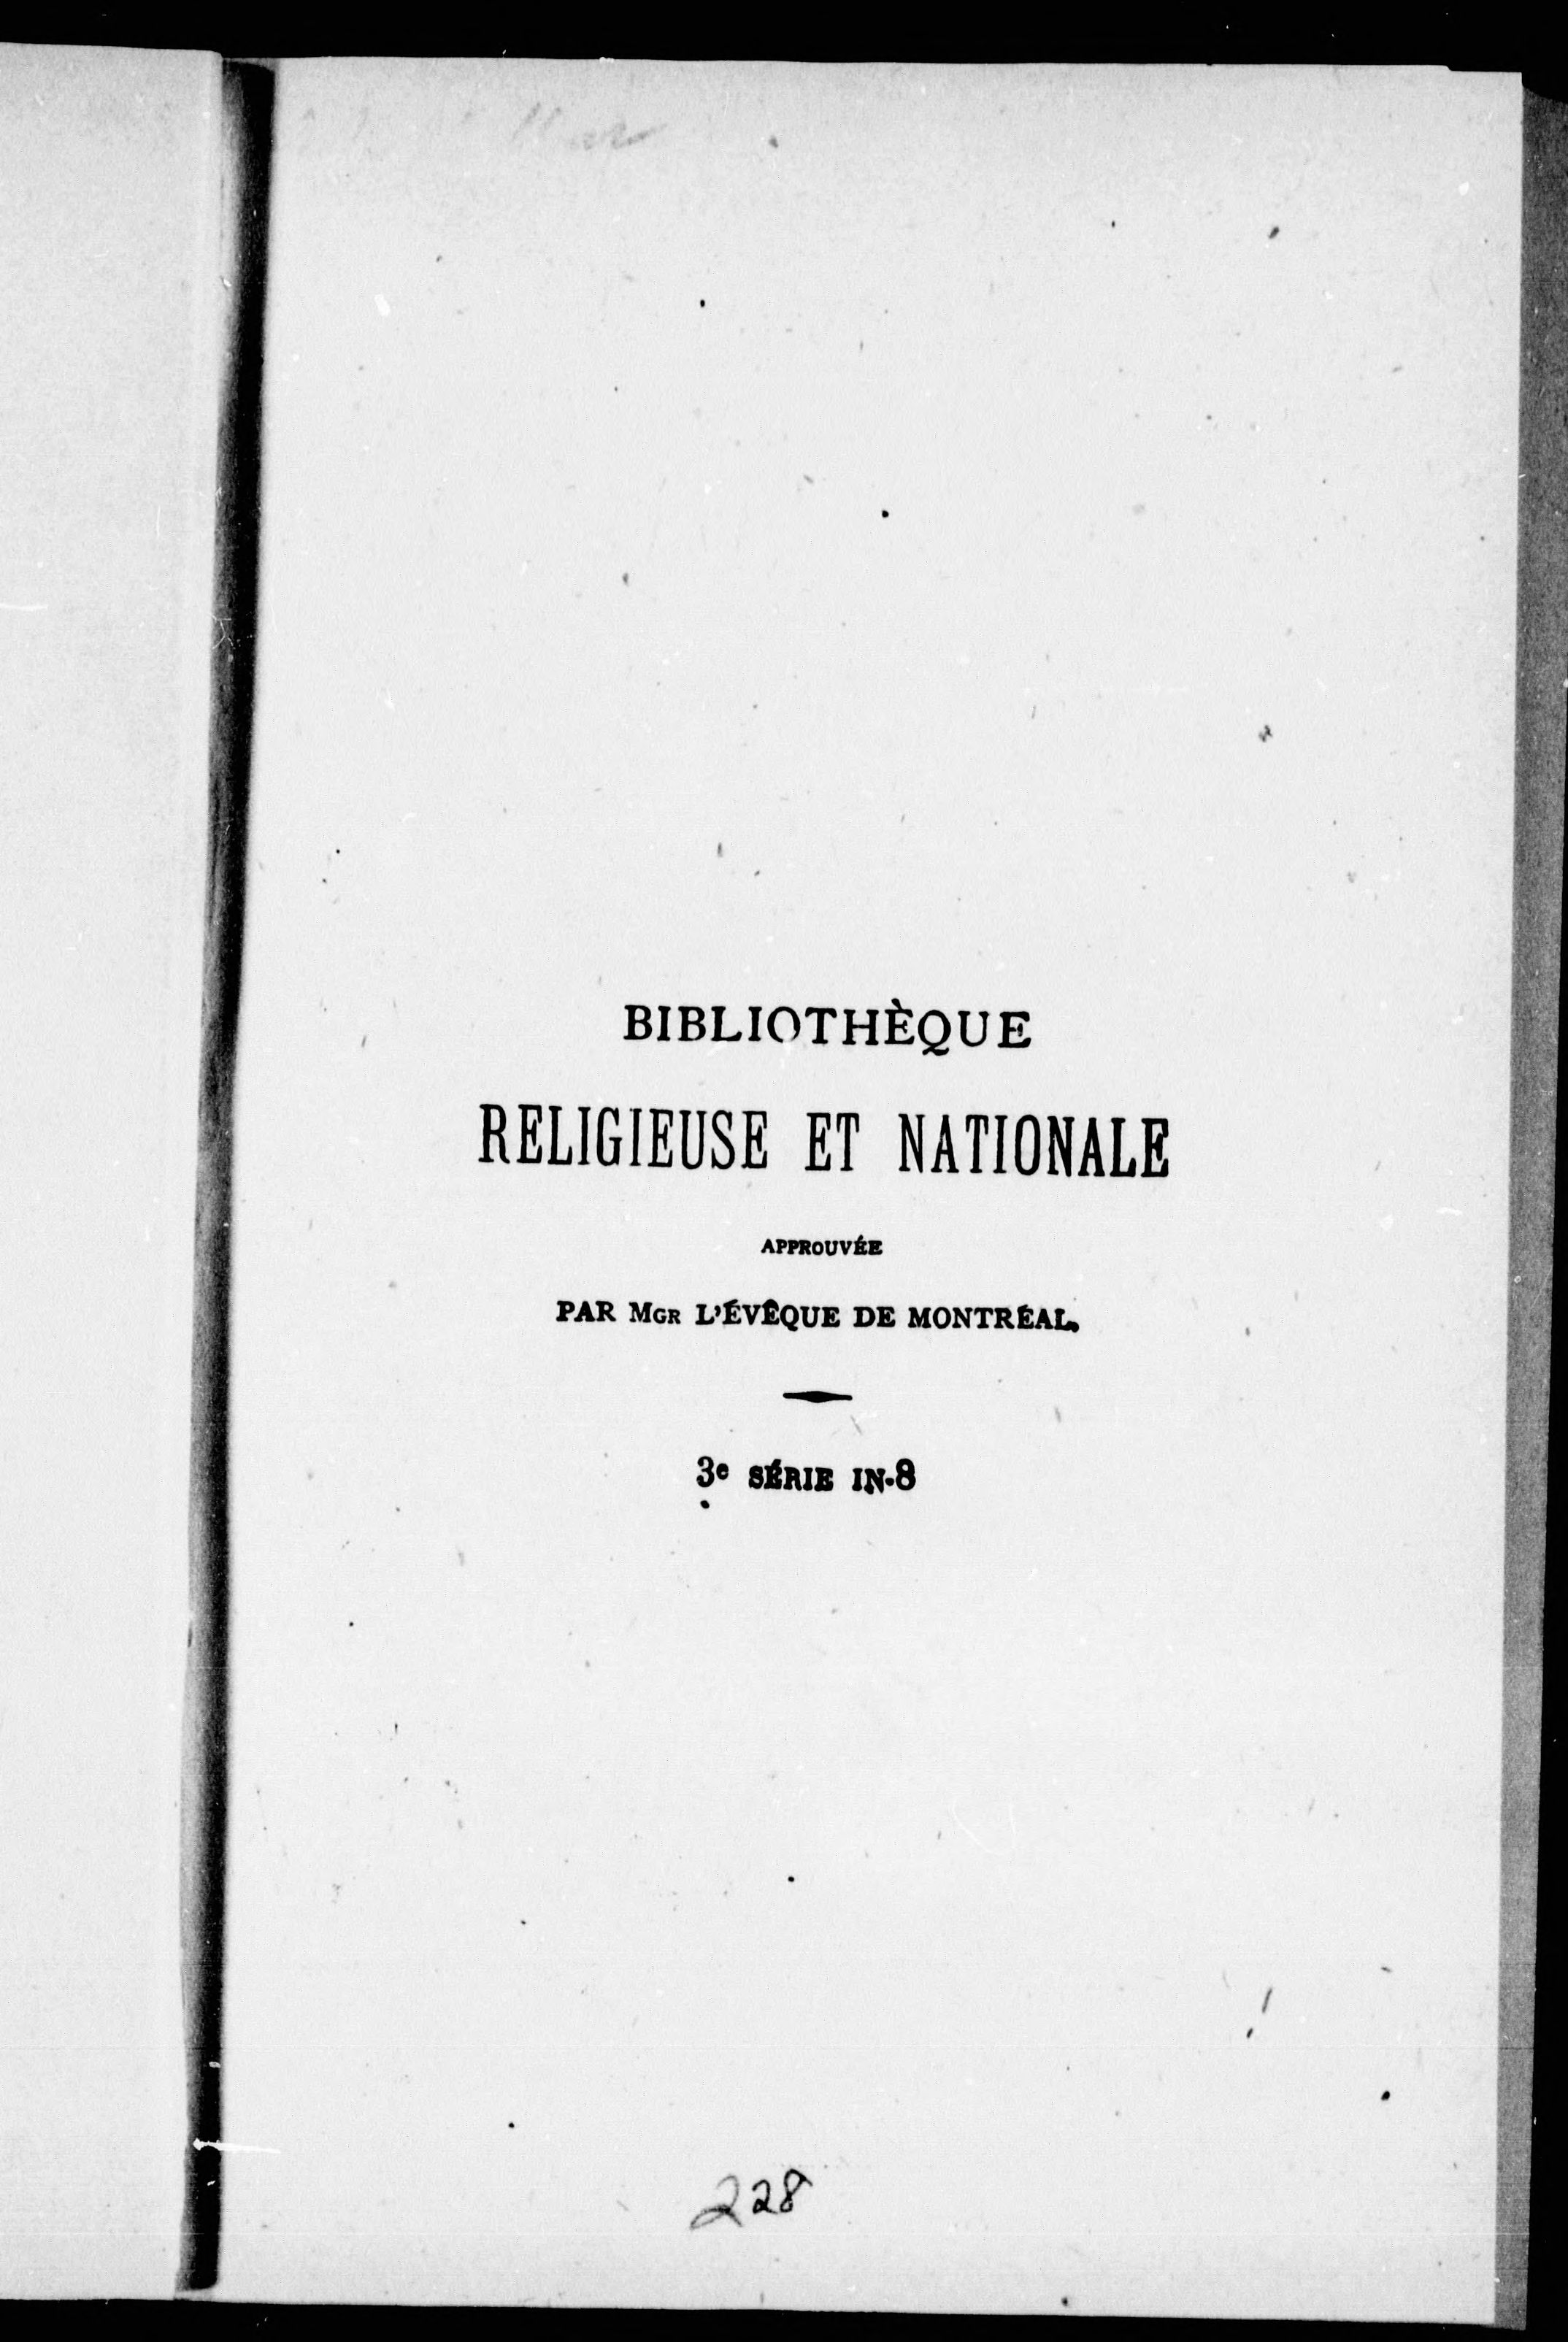 BIBLIOTHÈQUE
RELIGIEUSE ET NATIONALE
APPROUVÉE
PAR MGR L'ÉVÊQUE DE MONTRÉAL.
3e SÉRIE IN-8
228